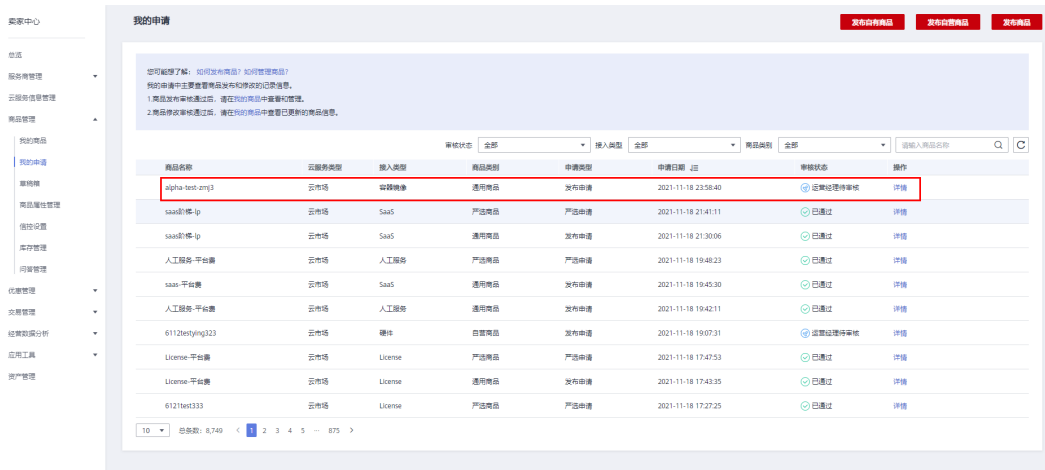 卖家中心
总览
服务商管理
云服务信息管理
商品管理
我的商品
我的申请
草稿箱
商品属性管理
信控设置
库存管理
问答管理
优惠管理
交易管理
经营数据分析
应用工具
资产管理
我的申请 发布自有商品 发布自营商品 发布商品
您可能想了解： 如何发布商品？如何管理商品？
我的申请中主要查看商品发布和修改的记录信息。
1.商品发布审核通过后，请在我的商品中查看和管理。
2.商品修改审核通过后，请在我的商品中查看已更新的商品信息。
审核状态 全部 接入类型 全部 商品类别 全部 请输入商品名称
商品名称 云服务类型 接入类型 商品类别 申请类型 申请日期 审核状态 操作
alpha-test-zmj3 云市场 容器镜像 通用商品 发布申请 2021-11-18 23:58:40 运营经理待审核 详情
saas阶梯-lp 云市场 SaaS 严选商品 严选申请 2021-11-18 21:41:11 已通过 详情
saas阶梯-lp 云市场 SaaS 通用商品 发布申请 2021-11-18 21:30:06 已通过 详情
人工服务-平台囊 云市场 人工服务 严选商品 严选申请 2021-11-18 19:48:23 已通过 详情
saas-平台囊 云市场 SaaS 通用商品 发布申请 2021-11-18 19:45:30 已通过 详情
人工服务-平台囊 云市场 人工服务 通用商品 发布申请 2021-11-18 19:42:11 已通过 详情
6112testying323 云市场 硬件 自营商品 发布申请 2021-11-18 19:07:31 运营经理待审核 详情
License-平台囊 云市场 License 严选商品 严选申请 2021-11-18 17:47:53 已通过 详情
License-平台囊 云市场 License 通用商品 发布申请 2021-11-18 17:43:35 已通过 详情
6121test333 云市场 License 严选商品 严选申请 2021-11-18 17:27:25 已通过 详情
10 总条数：8,749 < 1 2 3 4 5 ... 875 >